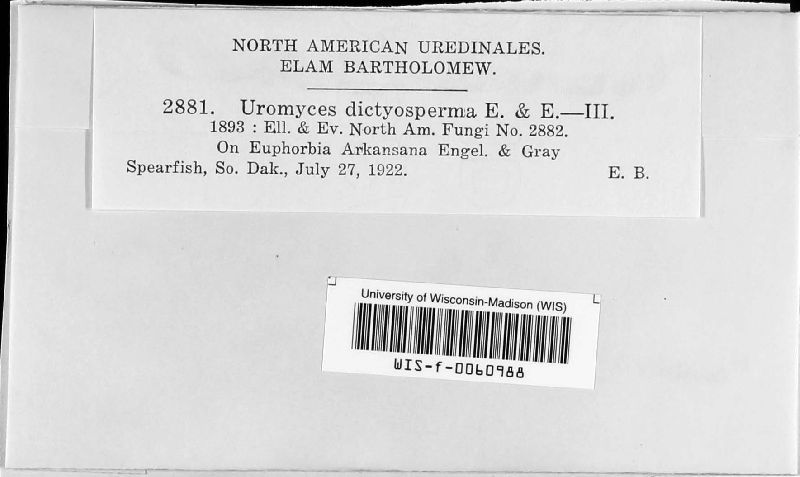 NORTH AMERICAN UREDINALES.
ELAM BARTHOLOMEW.
2881. Uromyces dictyosperma E. & E.—III.
1893 : Ell. & Ev. North Am. Fungi No. 2882.
On Euphorbia Arkansana Engel. & Gray
Spearfish, So. Dak., July 27, 1922. E. B.
University of Wisconsin-Madison (WIS)
WIS-f-0060988